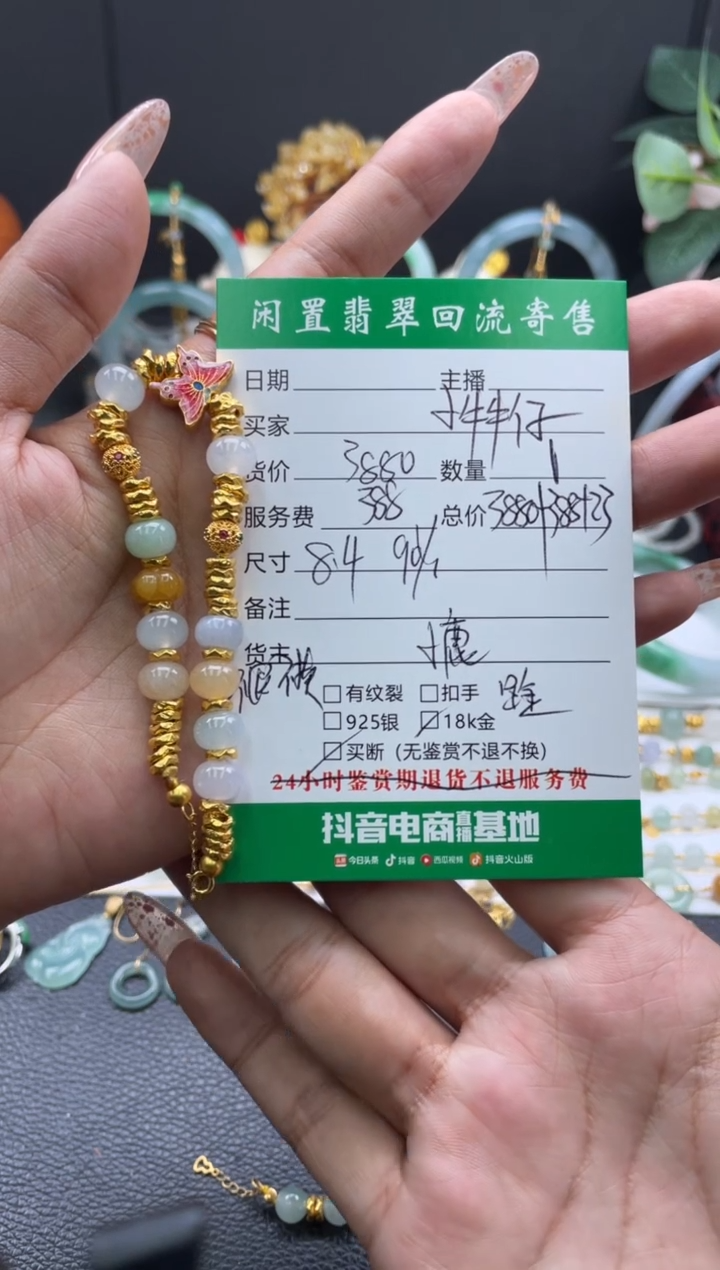 闲置翡翠回流寄售
日期 主播
买家 小牛牛仔
货价 3880 数量 1
服务费 388 总价 3880+388+23
尺寸 8.4
备注
货主
□有纹裂 □扣手
□925银 ☑18k金
☑买断（无鉴赏不退不换）
24小时鉴赏期退货不退服务费
抖音电商直播基地
头条 今日头条 抖音 西瓜视频 抖音火山版